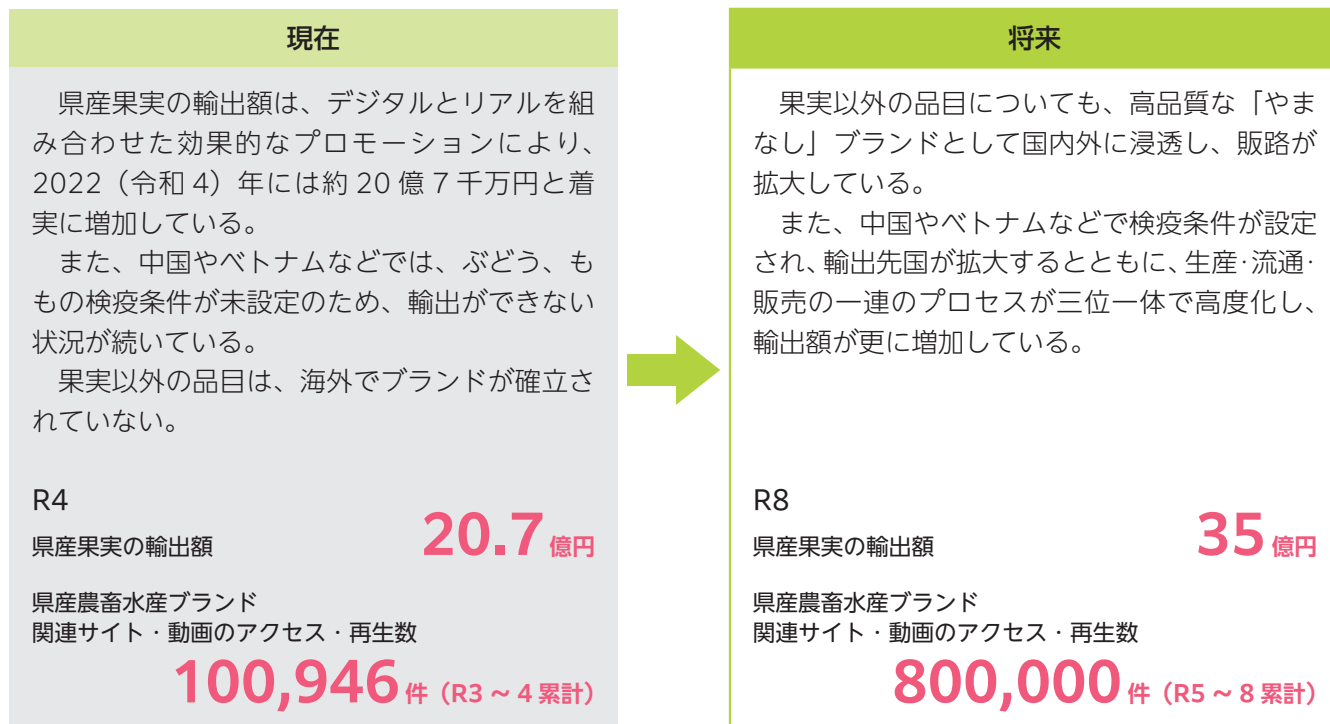 現在
　県産果実の輸出額は、デジタルとリアルを組
み合わせた効果的なプロモーションにより、
2022（令和 4）年には約 20 億 7 千万円と着
実に増加している。
　また、中国やベトナムなどでは、ぶどう、も
もの検疫条件が未設定のため、輸出ができない
状況が続いている。
　果実以外の品目は、海外でブランドが確立さ
れていない。
R4
県産果実の輸出額 20.7 億円
県産農畜水産ブランド
関連サイト・動画のアクセス・再生数
100,946 件（R3 ～ 4 累計）
将来
　果実以外の品目についても、高品質な「やま
なし」ブランドとして国内外に浸透し、販路が
拡大している。
　また、中国やベトナムなどで検疫条件が設定
され、輸出先国が拡大するとともに、生産・流通・
販売の一連のプロセスが三位一体で高度化し、
輸出額が更に増加している。
R8
県産果実の輸出額 35 億円
県産農畜水産ブランド
関連サイト・動画のアクセス・再生数
800,000 件（R5 ～ 8 累計）